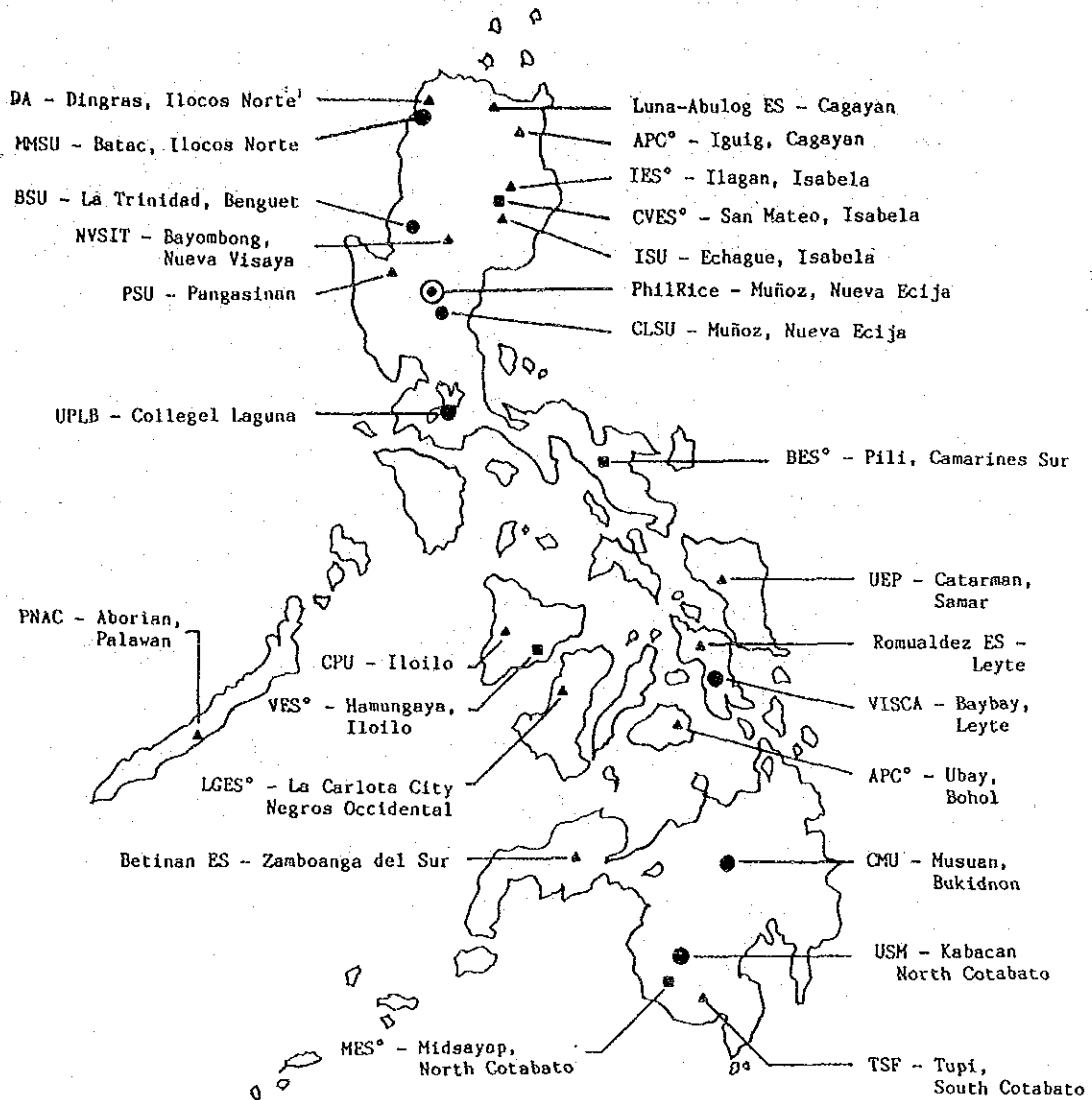 DA - Dingras, Ilocos Norte¹
MMSU - Batac, Ilocos Norte
BSU - La Trinidad, Benguet
NVSIT - Bayombong,
Nueva Visaya
PSU - Pangasinan
UPLB - Collegel Laguna
PNAC - Aborian,
Palawan
CPU - Iloilo
VES° - Hamungaya,
Iloilo
LGES° - La Carlota City
Negros Occidental
Betinan ES - Zamboanga del Sur
MES° - Midsayop,
North Cotabato
Luna-Abulog ES - Cagayan
APC° - Iguig, Cagayan
IES° - Ilagan, Isabela
CVES° - San Mateo, Isabela
ISU - Echague, Isabela
PhilRice - Muñoz, Nueva Ecija
CLSU - Muñoz, Nueva Ecija
BES° - Pili, Camarines Sur
UEP - Catarman,
Samar
Romualdez ES -
Leyte
VISCA - Baybay,
Leyte
APC° - Ubay,
Bohol
CMU - Musuan,
Bukidnon
USM - Kabacan
North Cotabato
TSF - Tupi,
South Cotabato